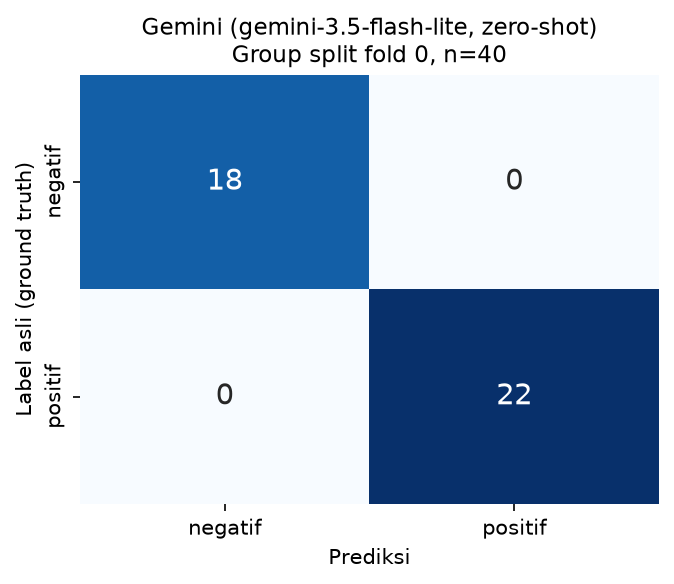 Gemini (gemini-3.5-flash-lite, zero-shot)
Group split fold 0, n=40
Label asli (ground truth)
negatif
18
0
positif
0
22
negatif
positif
Prediksi